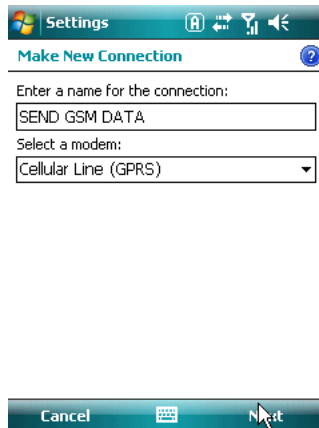 Settings
Make New Connection
Enter a name for the connection:
SEND GSM DATA
Select a modem:
Cellular Line (GPRS)
Cancel Next